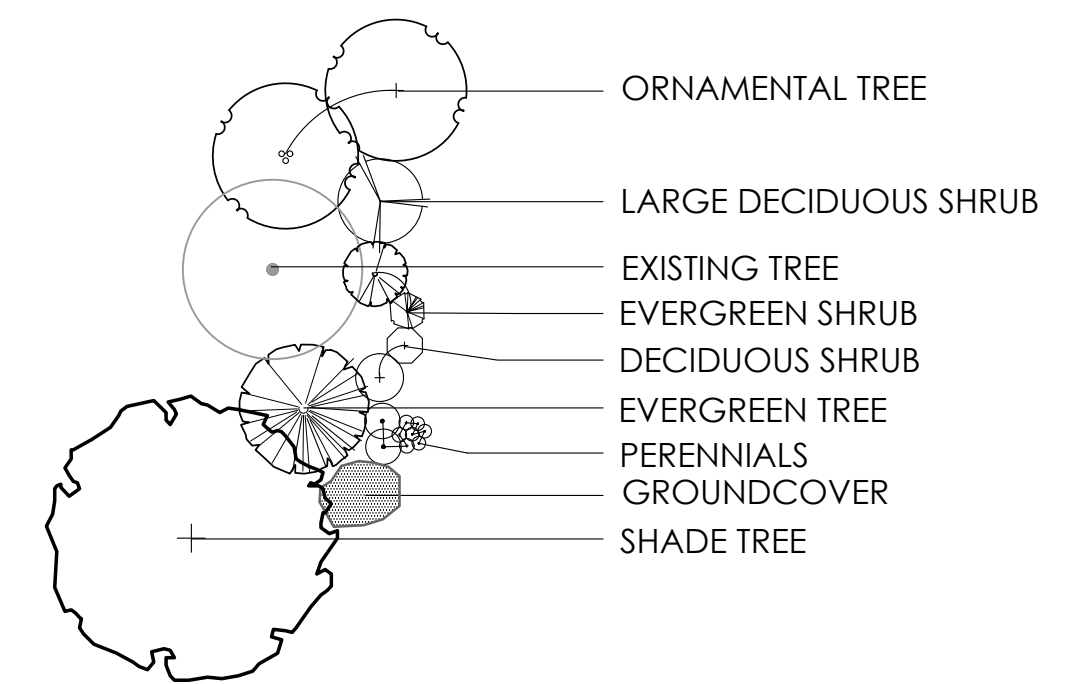 ORNAMENTAL TREE
LARGE DECIDUOUS SHRUB
EXISTING TREE
EVERGREEN SHRUB
DECIDUOUS SHRUB
EVERGREEN TREE
PERENNIALS
GROUNDCOVER
SHADE TREE